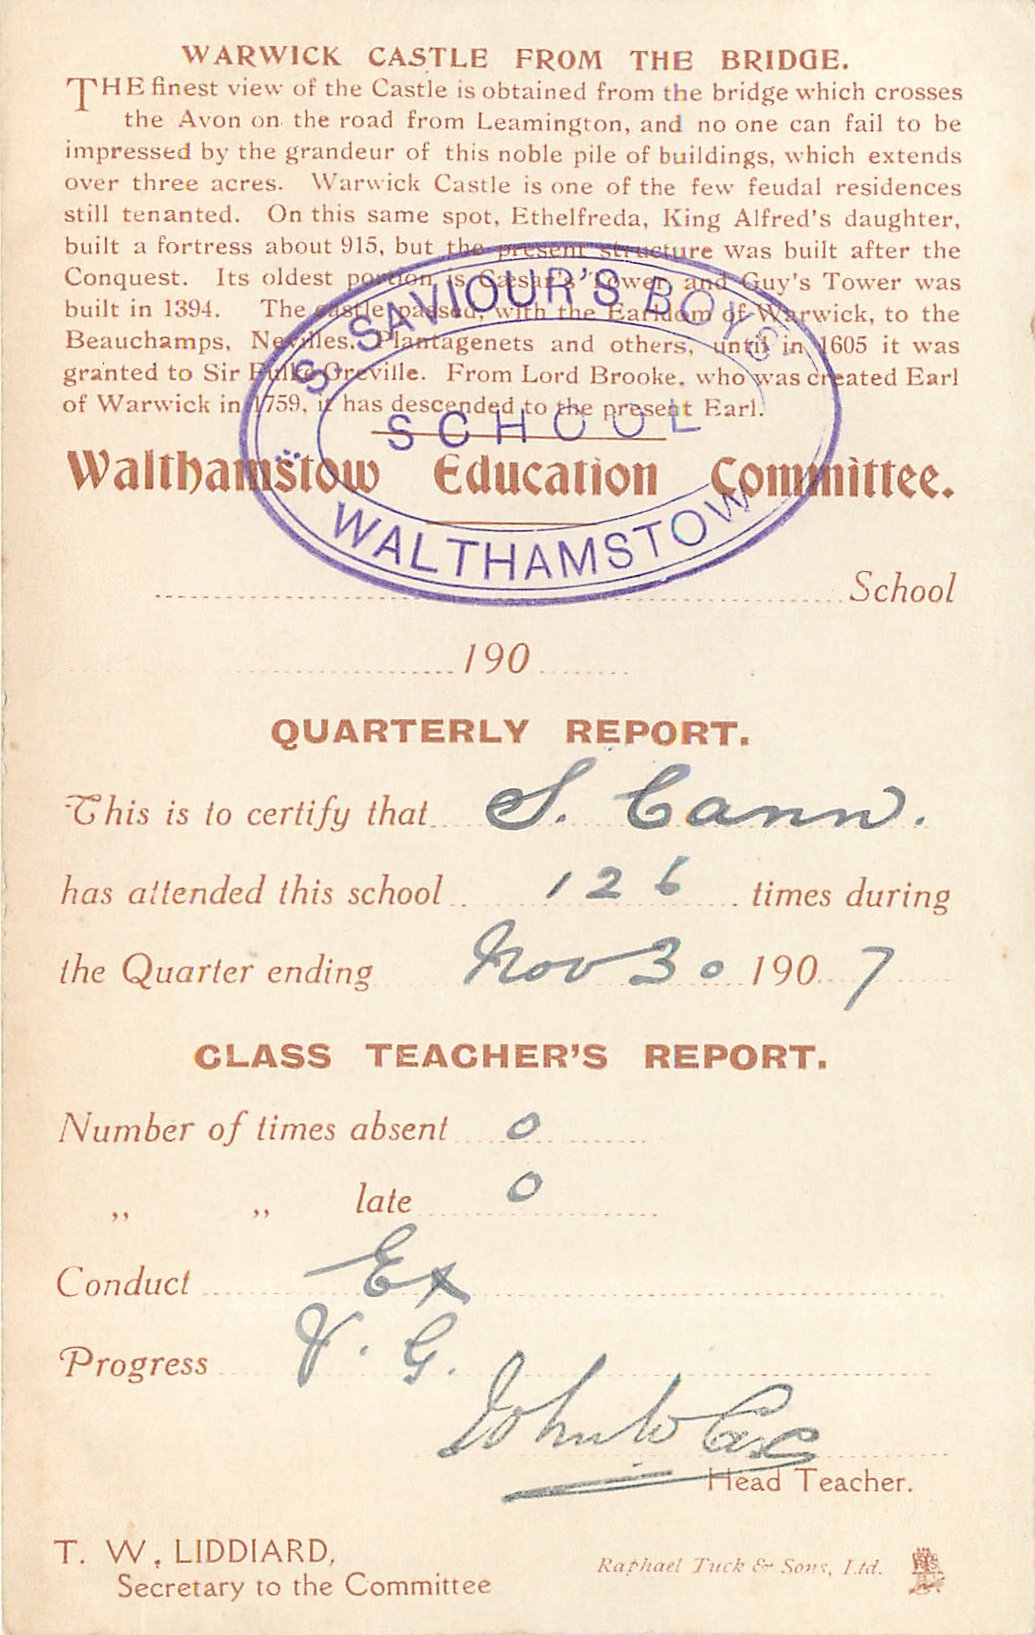 WARWICK CASTLE FROM THE BRIDGE.
THE finest view of the Castle is obtained from the bridge which crosses
the Avon on the road from Leamington, and no one can fail to be
impressed by the grandeur of this noble pile of buildings, which extends
over three acres. Warwick Castle is one of the few feudal residences
still tenanted. On this same spot, Ethelfreda, King Alfred's daughter,
built a fortress about 915, but the present structure was built after the
Conquest. Its oldest portion is Cæsar's Tower, and Guy's Tower was
built in 1394. The castle passed, with the Earldom of Warwick, to the
Beauchamps, Nevilles, Plantagenets and others, until in 1605 it was
granted to Sir Fulke Greville. From Lord Brooke, who was created Earl
of Warwick in 1759, it has descended to the present Earl.
S. SAVIOUR'S BOYS
SCHOOL
WALTHAMSTOW
Walthamstow Education Committee.
School
190
QUARTERLY REPORT.
This is to certify that S. Cann.
has attended this school 126 times during
the Quarter ending Nov 30 1907
CLASS TEACHER'S REPORT.
Number of times absent 0
„ „ late 0
Conduct Ex
Progress V. G.
John W
Head Teacher.
T. W. LIDDIARD,
Secretary to the Committee
Raphael Tuck & Sons, Ltd.